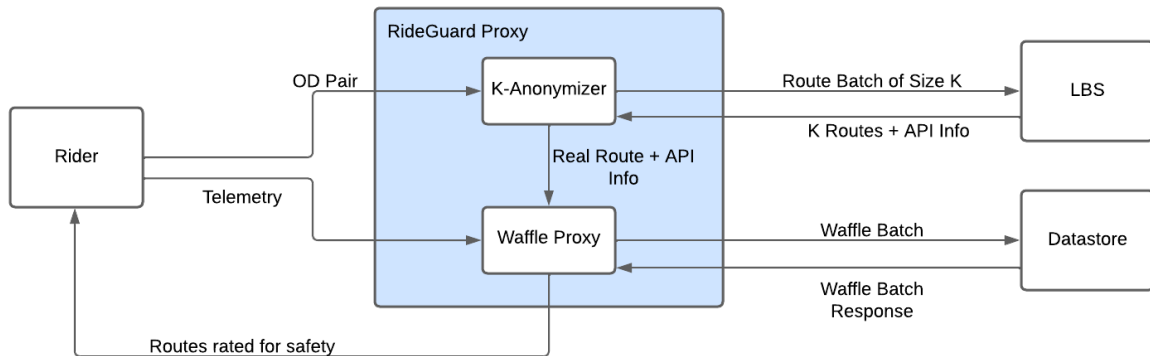 RideGuard Proxy
OD Pair
K-Anonymizer
Route Batch of Size K
LBS
K Routes + API Info
Rider
Real Route + API
Info
Telemetry
Waffle Proxy
Waffle Batch
Datastore
Waffle Batch
Response
Routes rated for safety